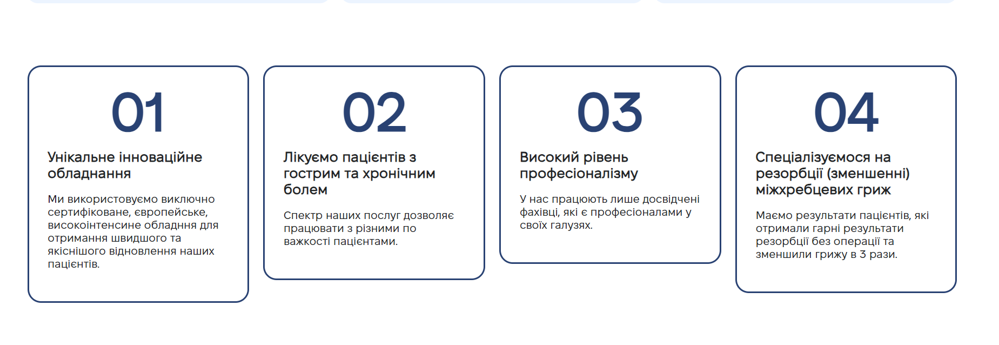 01
Унікальне інноваційне
обладнання
Ми використовуємо виключно
сертифіковане, європейське,
високоінтенсине обладння для
отримання швидшого та
якіснішого відновлення наших
пацієнтів.
02
Лікуємо пацієнтів з
гострим та хронічним
болем
Спектр наших послуг дозволяє
працювати з різними по
важкості пацієнтами.
03
Високий рівень
професіоналізму
У нас працюють лише досвідчені
фахівці, які є професіоналами у
своїх галузях.
04
Спеціалізуємося на
резорбції (зменшенні)
міжхребцевих гриж
Маємо результати пацієнтів, які
отримали гарні результати
резорбції без операції та
зменшили грижу в 3 рази.